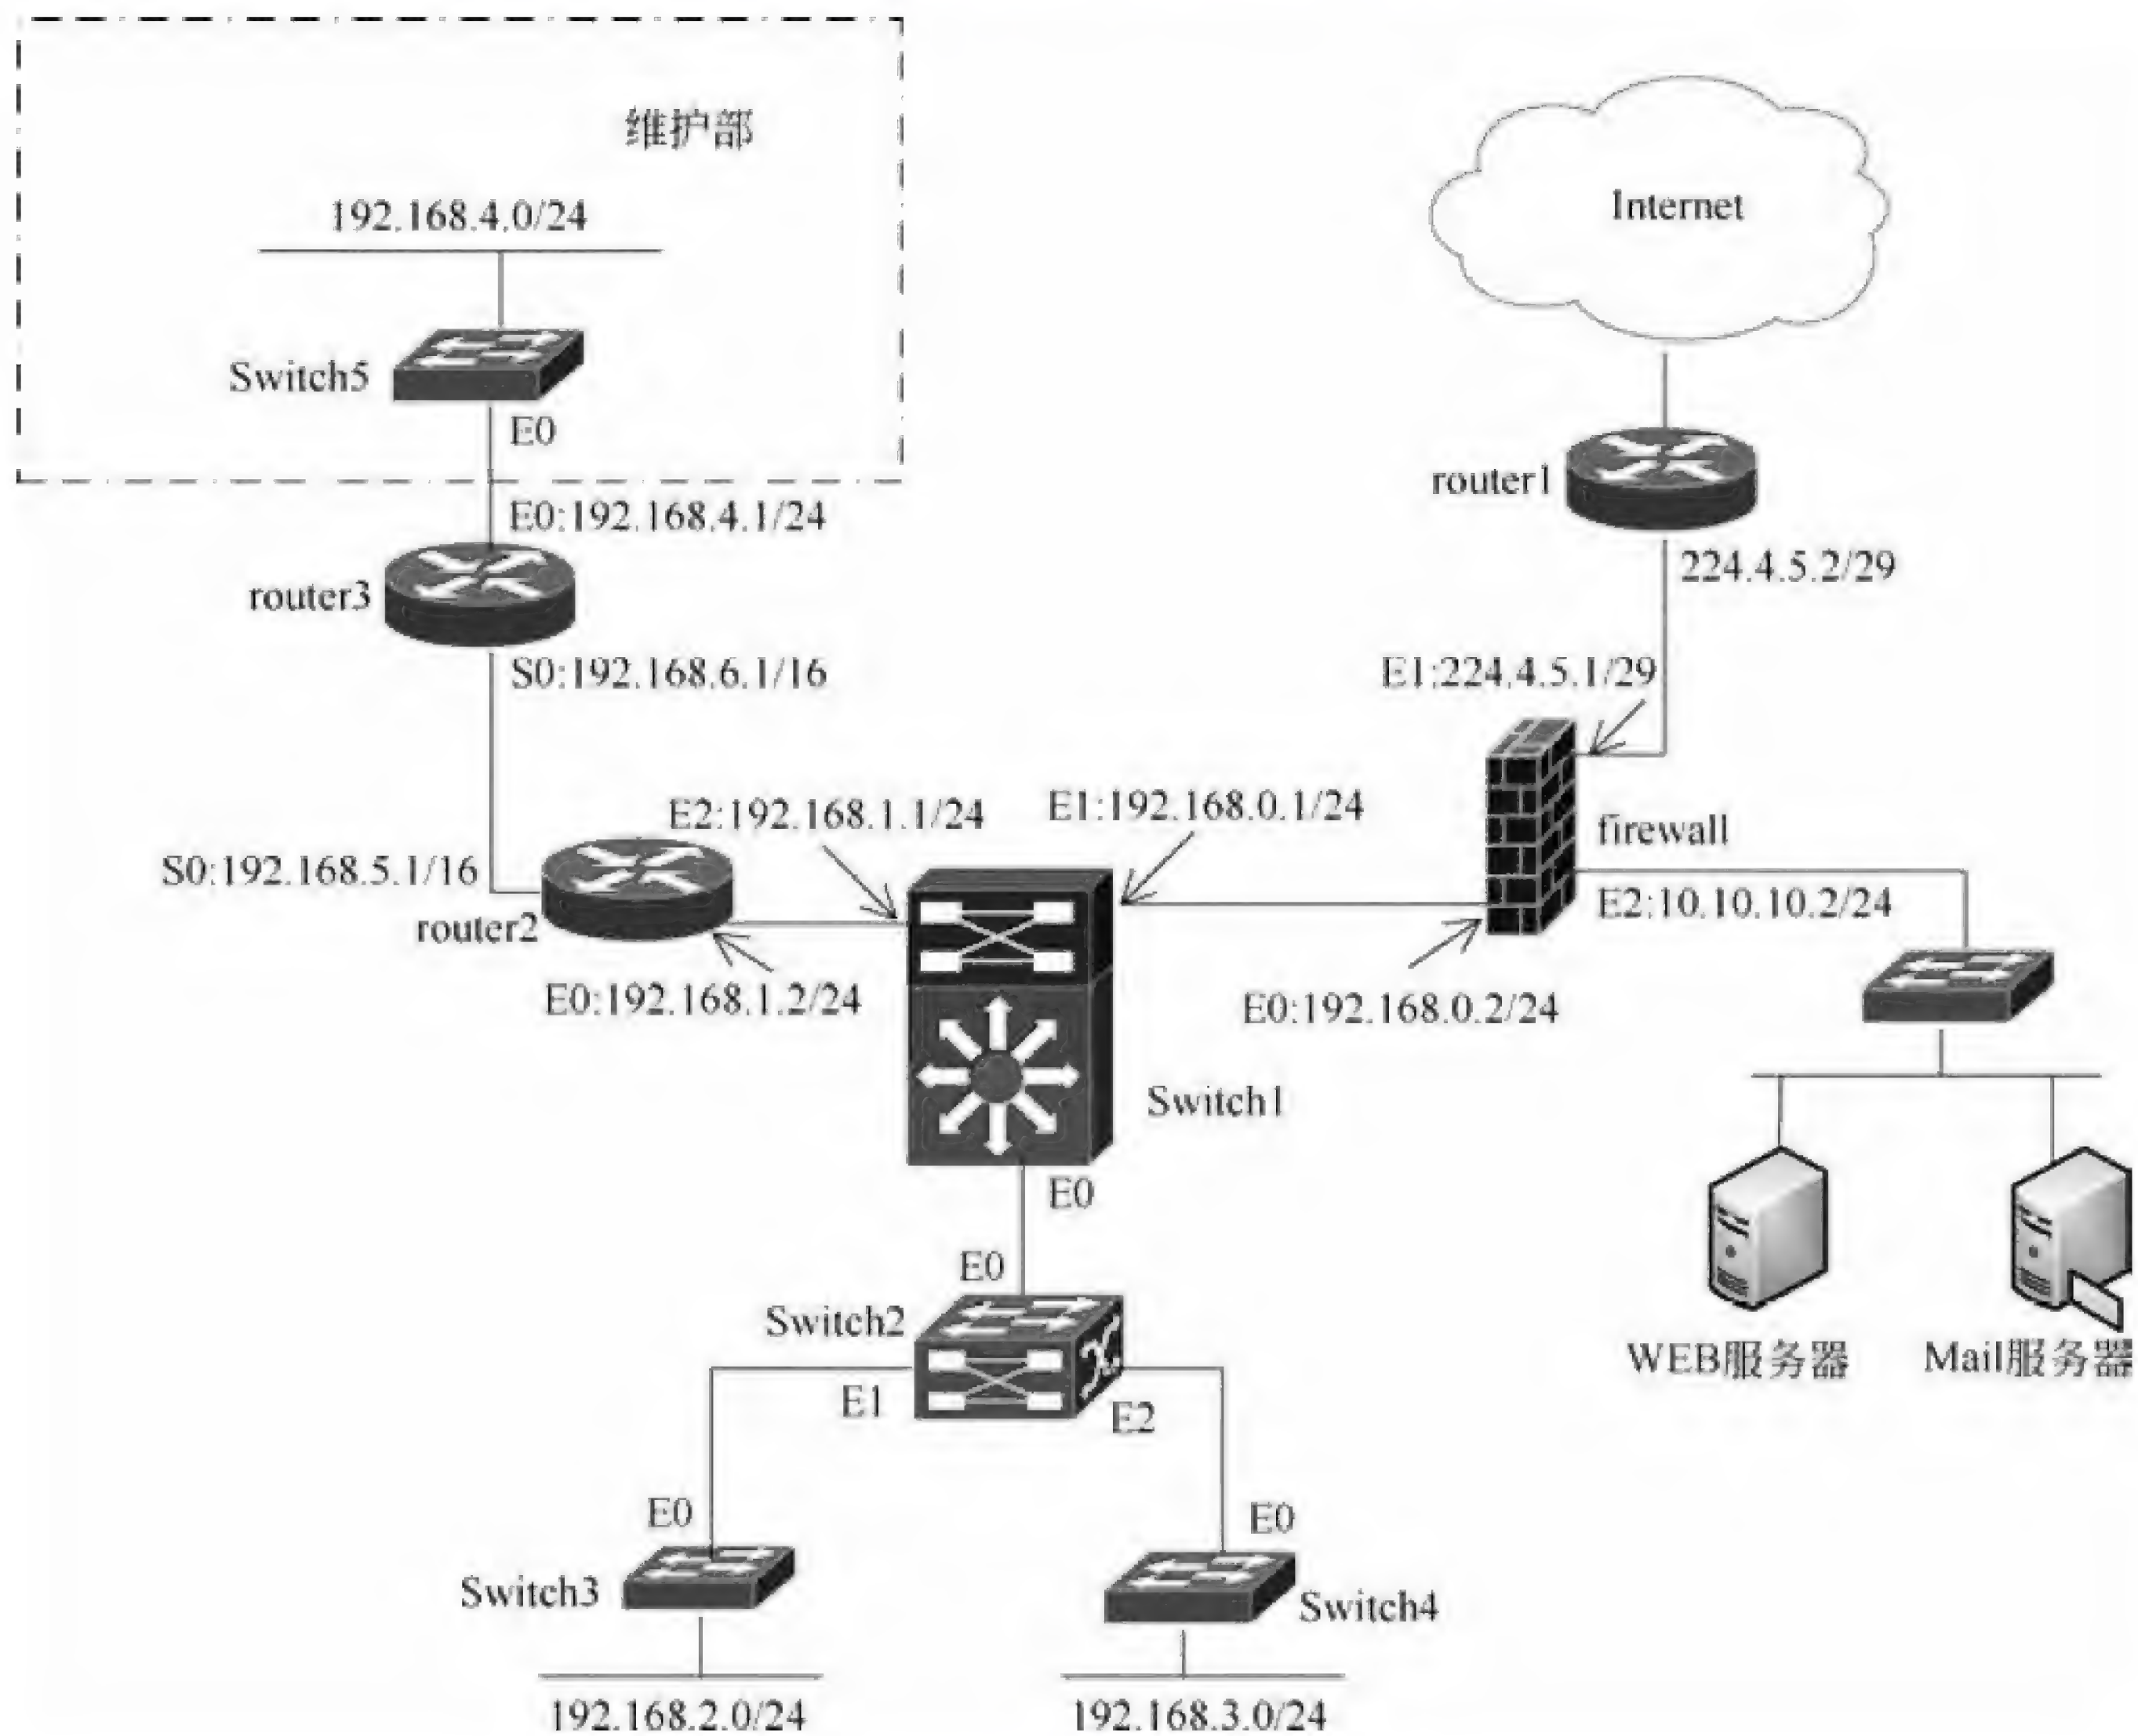 维护部
192.168.4.0/24
Internet
Switch5
E0
router1
E0:192.168.4.1/24
224.4.5.2/29
router3
S0:192.168.6.1/16
E1:224.4.5.1/29
E2:192.168.1.1/24
E1:192.168.0.1/24
firewall
S0:192.168.5.1/16
router2
E2:10.10.10.2/24
E0:192.168.1.2/24
E0:192.168.0.2/24
Switch1
E0
E0
Switch2
WEB服务器
Mail服务器
E1
E2
E0
E0
Switch3
Switch4
192.168.2.0/24
192.168.3.0/24